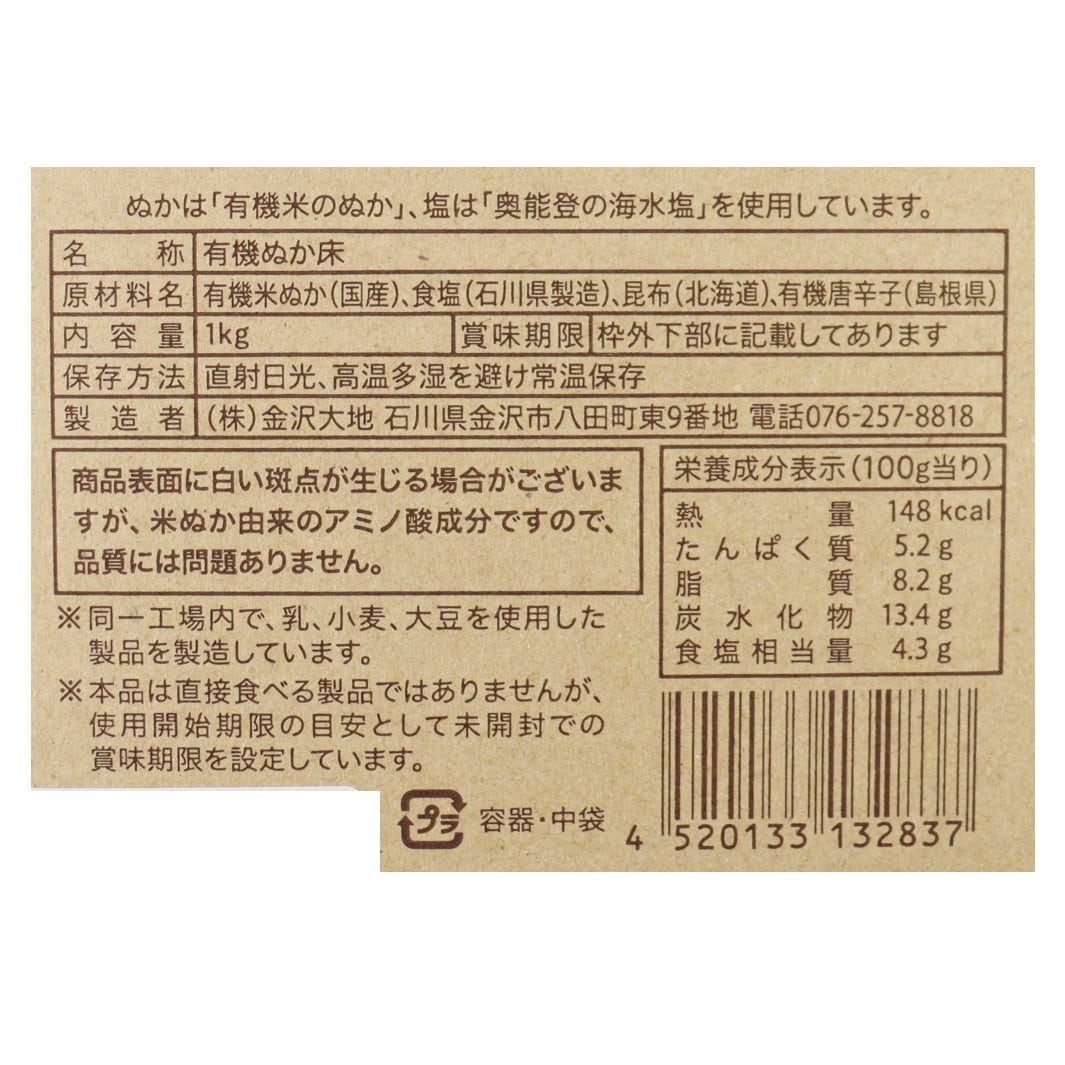 ぬかは「有機米のぬか」、塩は「奥能登の海水塩」を使用しています。
名称 有機ぬか床
原材料名 有機米ぬか(国産)、食塩(石川県製造)、昆布(北海道)、有機唐辛子(島根県)
内容量 1kg 賞味期限 枠外下部に記載してあります
保存方法 直射日光、高温多湿を避け常温保存
製造者 (株)金沢大地 石川県金沢市八田町東9番地 電話076-257-8818
商品表面に白い斑点が生じる場合がございま
すが、米ぬか由来のアミノ酸成分ですので、
品質には問題ありません。
※同一工場内で、乳、小麦、大豆を使用した
製品を製造しています。
※本品は直接食べる製品ではありませんが、
使用開始期限の目安として未開封での
賞味期限を設定しています。
プラ 容器・中袋
栄養成分表示(100g当り)
熱量 148 kcal
たんぱく質 5.2 g
脂質 8.2 g
炭水化物 13.4 g
食塩相当量 4.3 g
4 520133 132837